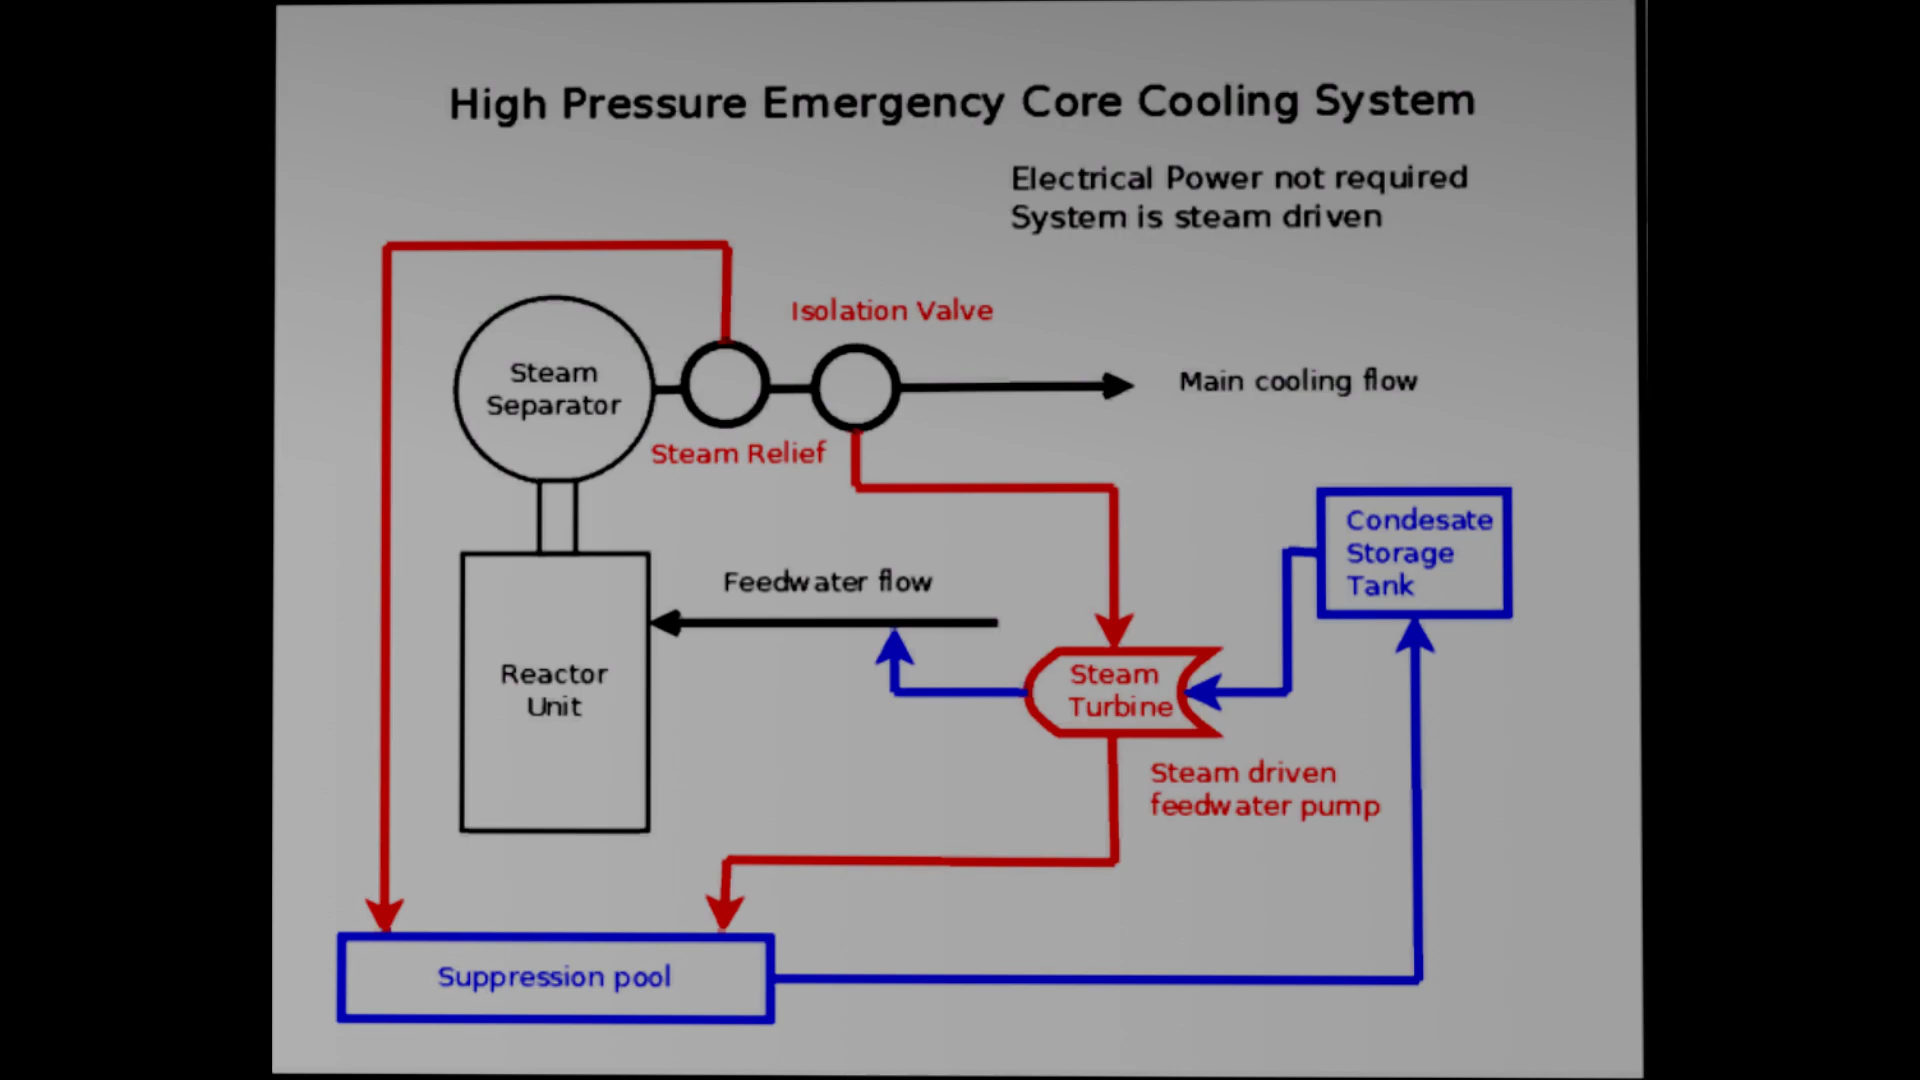 High Pressure Emergency Core Cooling System
Electrical Power not required
System is steam driven
Isolation Valve
Steam
Separator
Main cooling flow
Steam Relief
Condesate
Storage
Tank
Feedwater flow
Reactor
Unit
Steam
Turbine
Steam driven
feedwater pump
Suppression pool